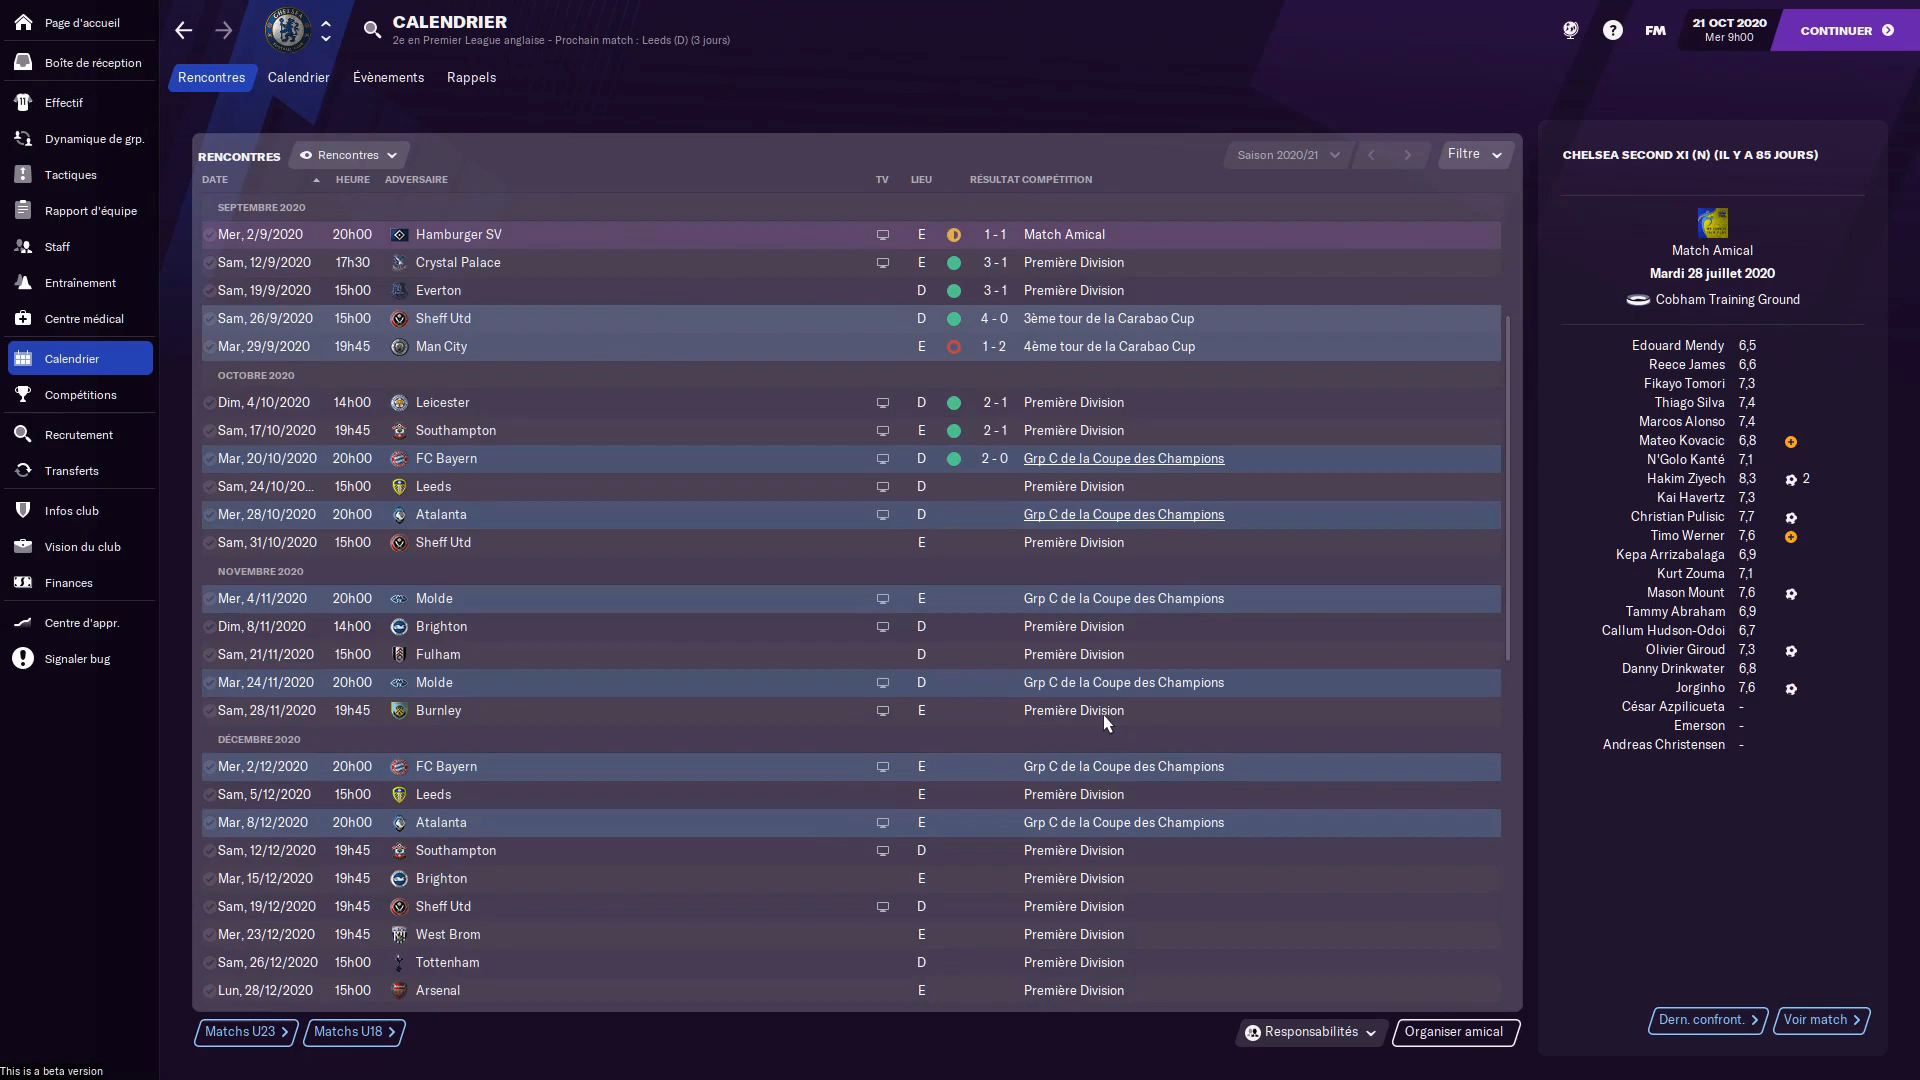 Page d'accueil
Boîte de réception
Effectif
Dynamique de grp.
Tactiques
Rapport d'équipe
Staff
Entraînement
Centre médical
Calendrier
Compétitions
Recrutement
Transferts
Infos club
Vision du club
Finances
Centre d'appr.
Signaler bug
This is a beta version
CALENDRIER
2e en Premier League anglaise - Prochain match : Leeds (D) (3 jours)
FM
21 OCT 2020
Mer 9h00
CONTINUER
Rencontres Calendrier Évènements Rappels
RENCONTRES Rencontres Saison 2020/21 Filtre
DATE HEURE ADVERSAIRE TV LIEU RÉSULTAT COMPÉTITION
SEPTEMBRE 2020
Mer, 2/9/2020 20h00 Hamburger SV E 1 - 1 Match Amical
Sam, 12/9/2020 17h30 Crystal Palace E 3 - 1 Première Division
Sam, 19/9/2020 15h00 Everton D 3 - 1 Première Division
Sam, 26/9/2020 15h00 Sheff Utd D 4 - 0 3ème tour de la Carabao Cup
Mar, 29/9/2020 19h45 Man City E 1 - 2 4ème tour de la Carabao Cup
OCTOBRE 2020
Dim, 4/10/2020 14h00 Leicester D 2 - 1 Première Division
Sam, 17/10/2020 19h45 Southampton E 2 - 1 Première Division
Mar, 20/10/2020 20h00 FC Bayern D 2 - 0 Grp C de la Coupe des Champions
Sam, 24/10/20... 15h00 Leeds D Première Division
Mer, 28/10/2020 20h00 Atalanta D Grp C de la Coupe des Champions
Sam, 31/10/2020 15h00 Sheff Utd E Première Division
NOVEMBRE 2020
Mer, 4/11/2020 20h00 Molde E Grp C de la Coupe des Champions
Dim, 8/11/2020 14h00 Brighton D Première Division
Sam, 21/11/2020 15h00 Fulham D Première Division
Mar, 24/11/2020 20h00 Molde D Grp C de la Coupe des Champions
Sam, 28/11/2020 19h45 Burnley E Première Division
DÉCEMBRE 2020
Mer, 2/12/2020 20h00 FC Bayern E Grp C de la Coupe des Champions
Sam, 5/12/2020 15h00 Leeds E Première Division
Mar, 8/12/2020 20h00 Atalanta E Grp C de la Coupe des Champions
Sam, 12/12/2020 19h45 Southampton D Première Division
Mar, 15/12/2020 19h45 Brighton E Première Division
Sam, 19/12/2020 19h45 Sheff Utd D Première Division
Mer, 23/12/2020 19h45 West Brom E Première Division
Sam, 26/12/2020 15h00 Tottenham D Première Division
Lun, 28/12/2020 15h00 Arsenal E Première Division
Matchs U23 Matchs U18 Responsabilités Organiser amical
CHELSEA SECOND XI (N) (IL Y A 85 JOURS)
Match Amical
Mardi 28 juillet 2020
Cobham Training Ground
Edouard Mendy 6,5
Reece James 6,6
Fikayo Tomori 7,3
Thiago Silva 7,4
Marcos Alonso 7,4
Mateo Kovacic 6,8
N'Golo Kanté 7,1
Hakim Ziyech 8,3 2
Kai Havertz 7,3
Christian Pulisic 7,7
Timo Werner 7,6
Kepa Arrizabalaga 6,9
Kurt Zouma 7,1
Mason Mount 7,6
Tammy Abraham 6,9
Callum Hudson-Odoi 6,7
Olivier Giroud 7,3
Danny Drinkwater 6,8
Jorginho 7,6
César Azpilicueta -
Emerson -
Andreas Christensen -
Dern. confront. Voir match